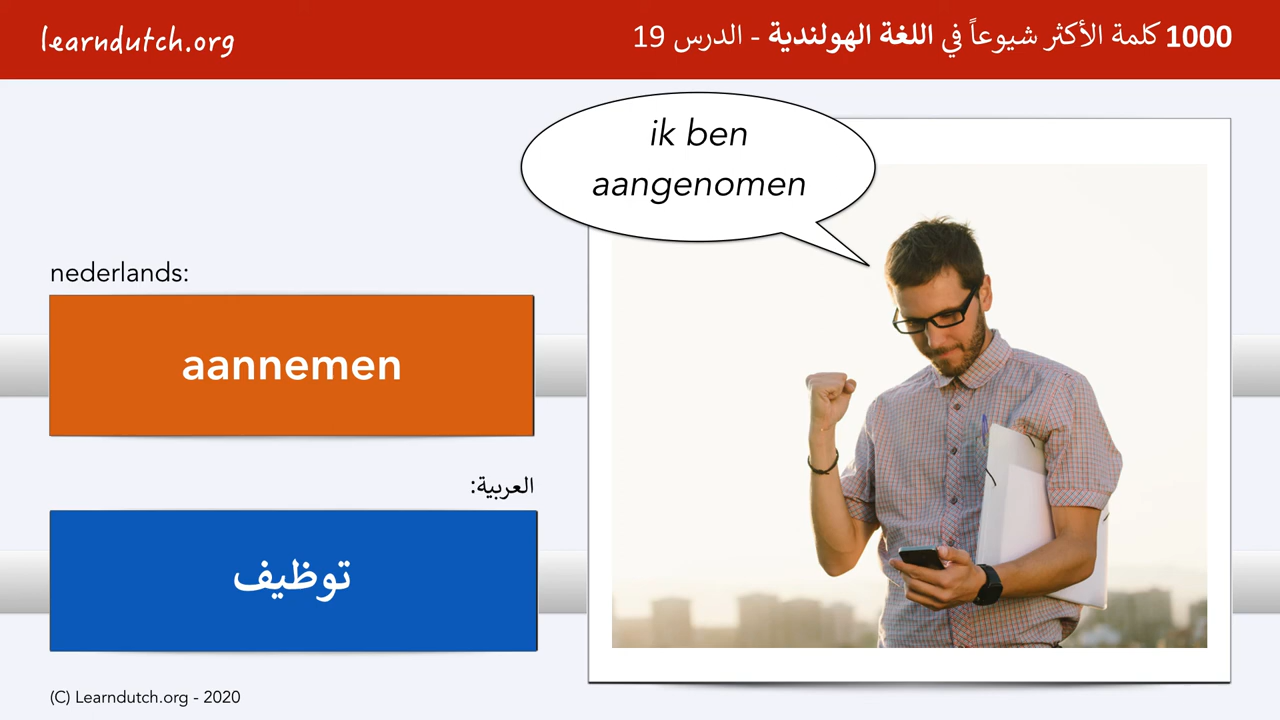 learndutch.org
1000 كلمة الأكثر شيوعاً في اللغة الهولندية - الدرس 19
ik ben
aangenomen
nederlands:
aannemen
العربية:
توظيف
(C) Learndutch.org - 2020